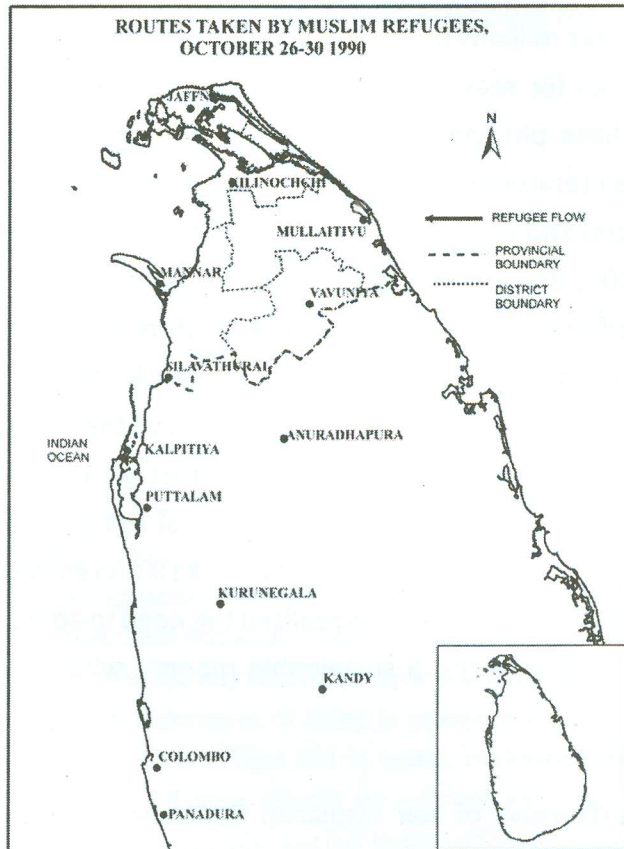 ROUTES TAKEN BY MUSLIM REFUGEES,
OCTOBER 26-30 1990
JAFFN
N
KILINOCHCHI
REFUGEE FLOW
MULLAITIVU
PROVINCIAL
BOUNDARY
MANNAR
VAVUNIYA
DISTRICT
BOUNDARY
SILAVATHURAI
ANURADHAPURA
INDIAN
OCEAN
KALPITIYA
PUTTALAM
KURUNEGALA
KANDY
COLOMBO
PANADURA